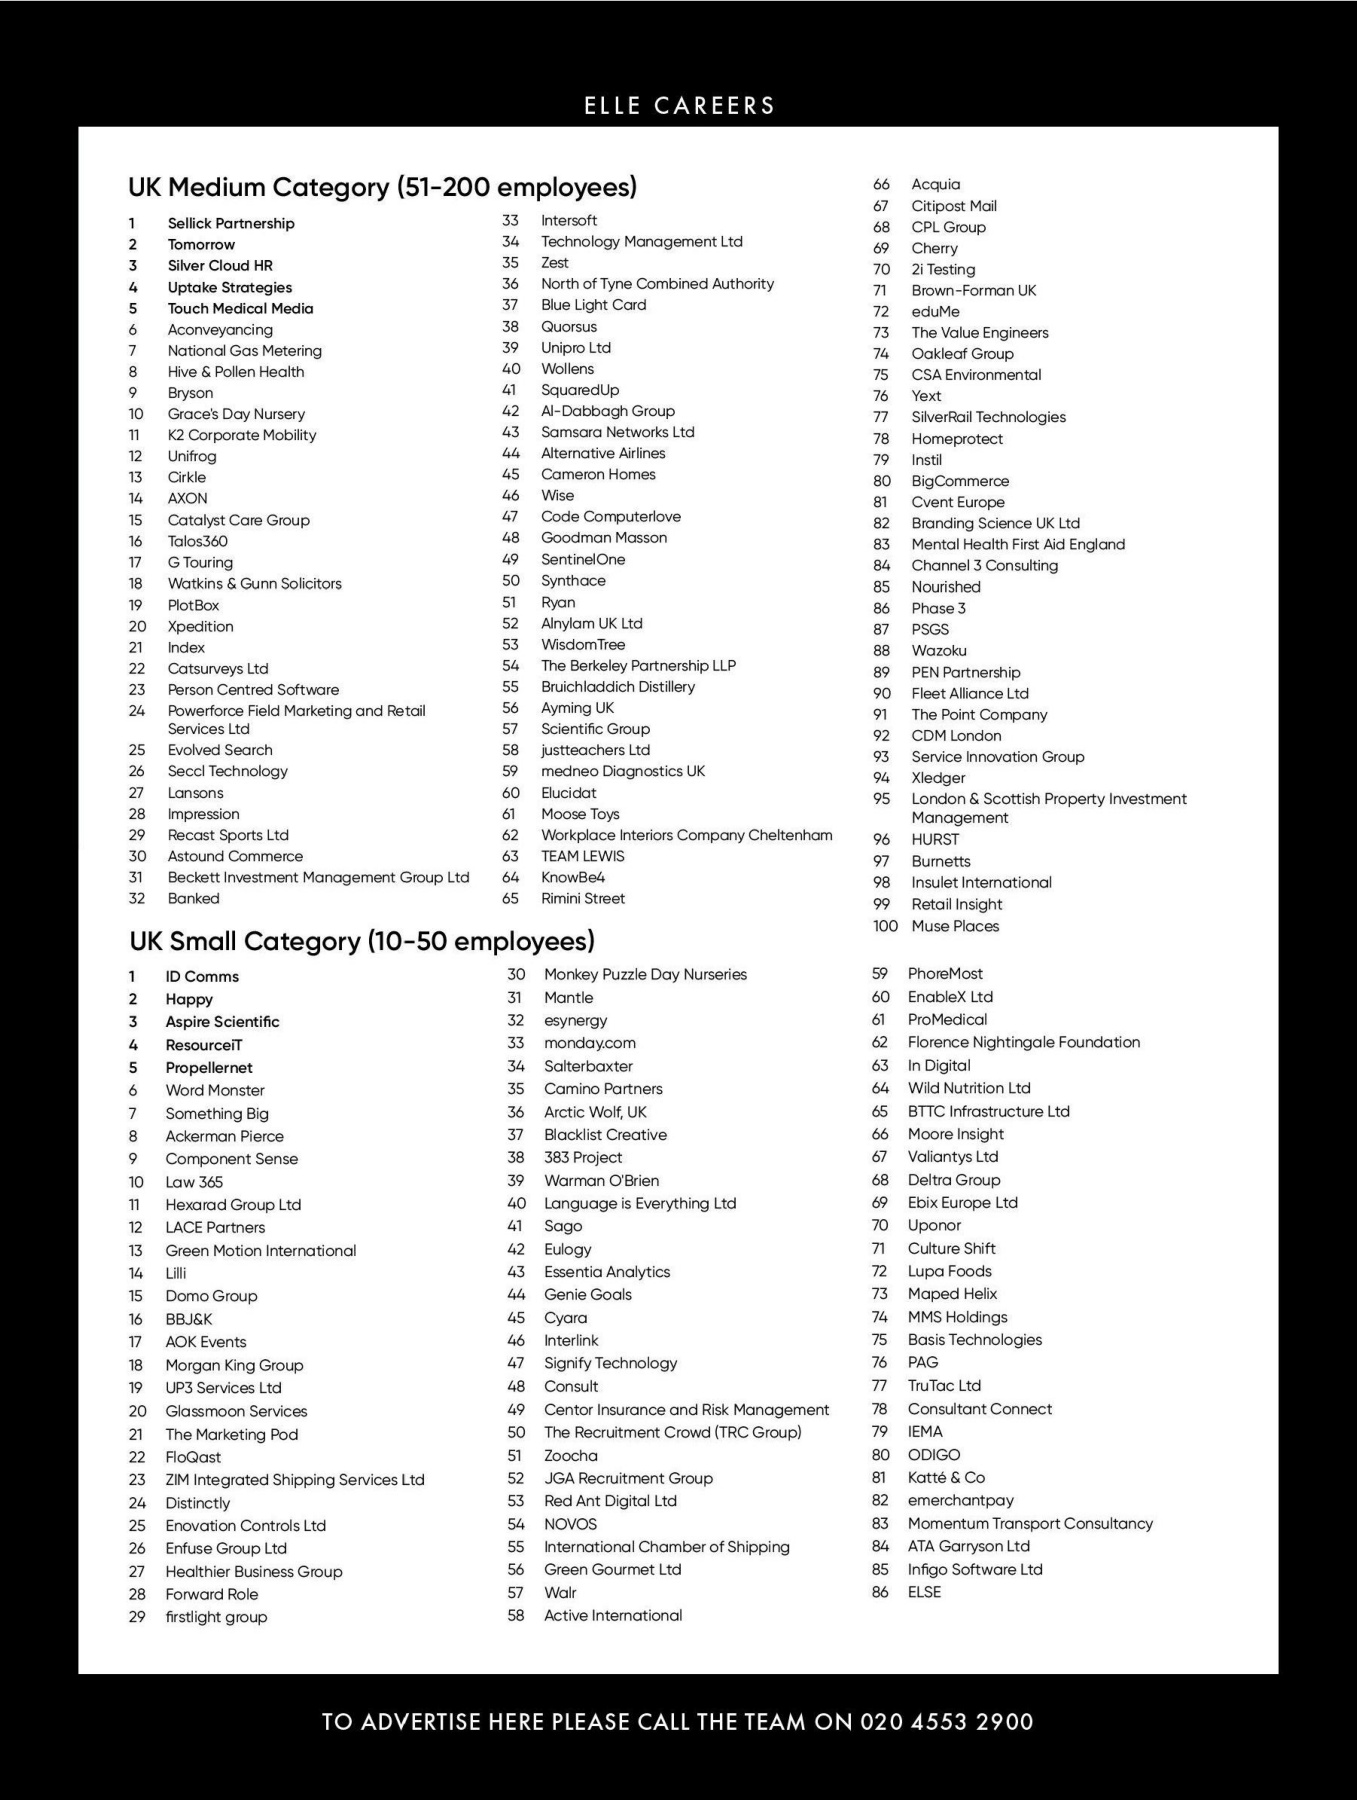 ELLE CAREERS
UK Medium Category (51-200 employees)
1 Sellick Partnership
2 Tomorrow
3 Silver Cloud HR
4 Uptake Strategies
5 Touch Medical Media
6 Aconveyancing
7 National Gas Metering
8 Hive & Pollen Health
9 Bryson
10 Grace's Day Nursery
11 K2 Corporate Mobility
12 Unifrog
13 Cirkle
14 AXON
15 Catalyst Care Group
16 Talos360
17 G Touring
18 Watkins & Gunn Solicitors
19 PlotBox
20 Xpedition
21 Index
22 Catsurveys Ltd
23 Person Centred Software
24 Powerforce Field Marketing and Retail
Services Ltd
25 Evolved Search
26 Seccl Technology
27 Lansons
28 Impression
29 Recast Sports Ltd
30 Astound Commerce
31 Beckett Investment Management Group Ltd
32 Banked
33 Intersoft
34 Technology Management Ltd
35 Zest
36 North of Tyne Combined Authority
37 Blue Light Card
38 Quorsus
39 Unipro Ltd
40 Wollens
41 SquaredUp
42 Al-Dabbagh Group
43 Samsara Networks Ltd
44 Alternative Airlines
45 Cameron Homes
46 Wise
47 Code Computerlove
48 Goodman Masson
49 SentinelOne
50 Synthace
51 Ryan
52 Alnylam UK Ltd
53 WisdomTree
54 The Berkeley Partnership LLP
55 Bruichladdich Distillery
56 Ayming UK
57 Scientific Group
58 justteachers Ltd
59 medneo Diagnostics UK
60 Elucidat
61 Moose Toys
62 Workplace Interiors Company Cheltenham
63 TEAM LEWIS
64 KnowBe4
65 Rimini Street
66 Acquia
67 Citipost Mail
68 CPL Group
69 Cherry
70 2i Testing
71 Brown-Forman UK
72 eduMe
73 The Value Engineers
74 Oakleaf Group
75 CSA Environmental
76 Yext
77 SilverRail Technologies
78 Homeprotect
79 Instil
80 BigCommerce
81 Cvent Europe
82 Branding Science UK Ltd
83 Mental Health First Aid England
84 Channel 3 Consulting
85 Nourished
86 Phase 3
87 PSGS
88 Wazoku
89 PEN Partnership
90 Fleet Alliance Ltd
91 The Point Company
92 CDM London
93 Service Innovation Group
94 Xledger
95 London & Scottish Property Investment
Management
96 HURST
97 Burnetts
98 Insulet International
99 Retail Insight
100 Muse Places
UK Small Category (10-50 employees)
1 ID Comms
2 Happy
3 Aspire Scientific
4 ResourceiT
5 Propellernet
6 Word Monster
7 Something Big
8 Ackerman Pierce
9 Component Sense
10 Law 365
11 Hexarad Group Ltd
12 LACE Partners
13 Green Motion International
14 Lilli
15 Domo Group
16 BBJ&K
17 AOK Events
18 Morgan King Group
19 UP3 Services Ltd
20 Glassmoon Services
21 The Marketing Pod
22 FloQast
23 ZIM Integrated Shipping Services Ltd
24 Distinctly
25 Enovation Controls Ltd
26 Enfuse Group Ltd
27 Healthier Business Group
28 Forward Role
29 firstlight group
30 Monkey Puzzle Day Nurseries
31 Mantle
32 esynergy
33 monday.com
34 Salterbaxter
35 Camino Partners
36 Arctic Wolf, UK
37 Blacklist Creative
38 383 Project
39 Warman O'Brien
40 Language is Everything Ltd
41 Sago
42 Eulogy
43 Essentia Analytics
44 Genie Goals
45 Cyara
46 Interlink
47 Signify Technology
48 Consult
49 Centor Insurance and Risk Management
50 The Recruitment Crowd (TRC Group)
51 Zoocha
52 JGA Recruitment Group
53 Red Ant Digital Ltd
54 NOVOS
55 International Chamber of Shipping
56 Green Gourmet Ltd
57 Walr
58 Active International
59 PhoreMost
60 EnableX Ltd
61 ProMedical
62 Florence Nightingale Foundation
63 In Digital
64 Wild Nutrition Ltd
65 BTTC Infrastructure Ltd
66 Moore Insight
67 Valiantys Ltd
68 Deltra Group
69 Ebix Europe Ltd
70 Uponor
71 Culture Shift
72 Lupa Foods
73 Maped Helix
74 MMS Holdings
75 Basis Technologies
76 PAG
77 TruTac Ltd
78 Consultant Connect
79 IEMA
80 ODIGO
81 Katté & Co
82 emerchantpay
83 Momentum Transport Consultancy
84 ATA Garryson Ltd
85 Infigo Software Ltd
86 ELSE
TO ADVERTISE HERE PLEASE CALL THE TEAM ON 020 4553 2900